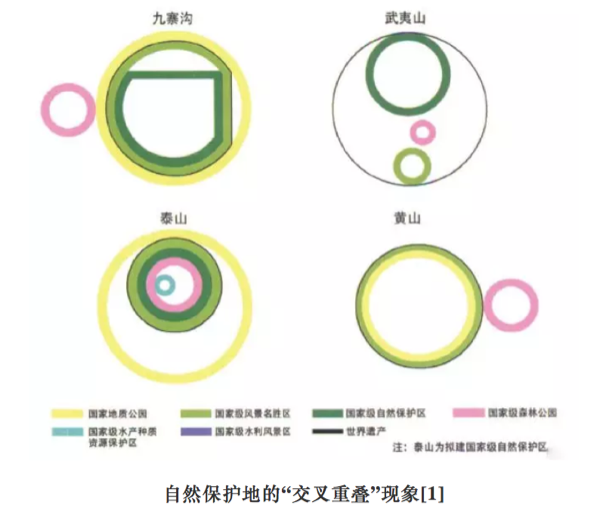 九寨沟
武夷山
泰山
黄山
国家地质公园
国家级风景名胜区
国家级自然保护区
国家级森林公园
国家级水产种质
资源保护区
国家级水利风景区
世界遗产
注：泰山为拟建国家级自然保护区
自然保护地的“交叉重叠”现象[1]